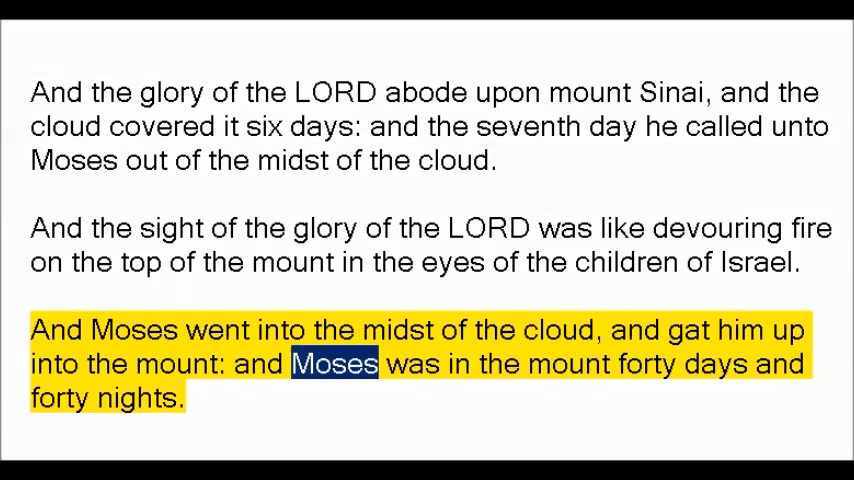 And the glory of the LORD abode upon mount Sinai, and the
cloud covered it six days: and the seventh day he called unto
Moses out of the midst of the cloud.
And the sight of the glory of the LORD was like devouring fire
on the top of the mount in the eyes of the children of Israel.
And Moses went into the midst of the cloud, and gat him up
into the mount: and Moses was in the mount forty days and
forty nights.